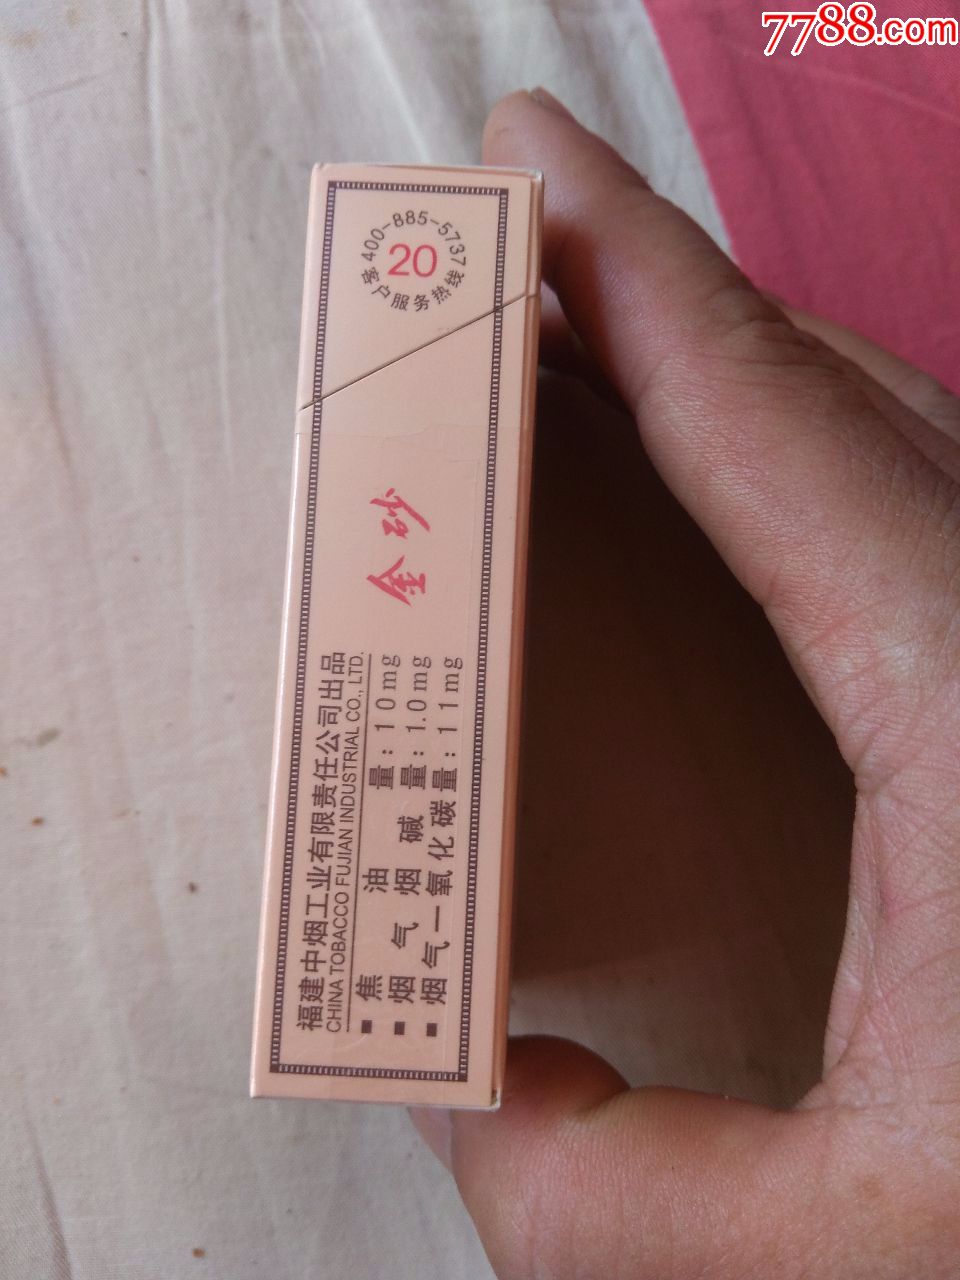 7788.com
400-885-5737
20
客户服务热线
金砂
福建中烟工业有限责任公司出品
CHINA TOBACCO FUJIAN INDUSTRIAL CO., LTD.
■ 焦油量：10mg
■ 烟气烟碱量：1.0mg
■ 烟气一氧化碳量：11mg